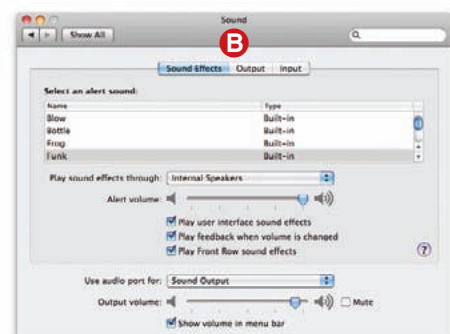 Sound
Show All
B
Sound Effects Output Input
Select an alert sound:
Name Type
Blow Built-in
Bottle Built-in
Frog Built-in
Funk Built-in
Play sound effects through: Internal Speakers
Alert volume:
Play user interface sound effects
Play feedback when volume is changed
Play Front Row sound effects
?
Use audio port for: Sound Output
Output volume: Mute
Show volume in menu bar